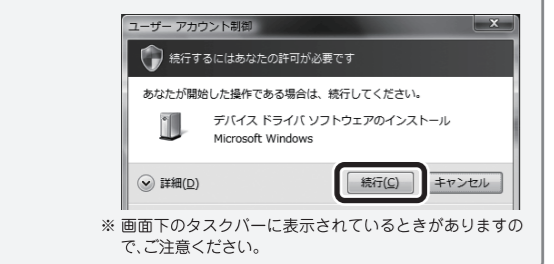 ユーザー アカウント制御
続行するにはあなたの許可が必要です
あなたが開始した操作である場合は、続行してください。
デバイス ドライバ ソフトウェアのインストール
Microsoft Windows
詳細(D)
続行(C)
キャンセル
※ 画面下のタスクバーに表示されているときがありますの
で、ご注意ください。